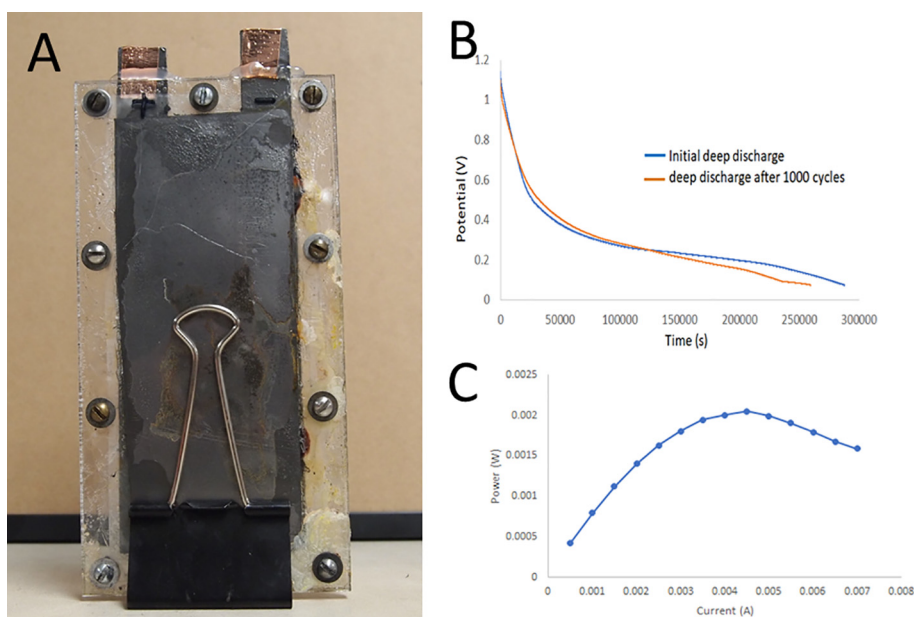 A
+
-
B
1.2
1
0.8
0.6
0.4
0.2
0
Potential (V)
Initial deep discharge
deep discharge after 1000 cycles
0 50000 100000 150000 200000 250000 300000
Time (s)
C
0.0025
0.002
0.0015
0.001
0.0005
0
Power (W)
0 0.001 0.002 0.003 0.004 0.005 0.006 0.007 0.008
Current (A)